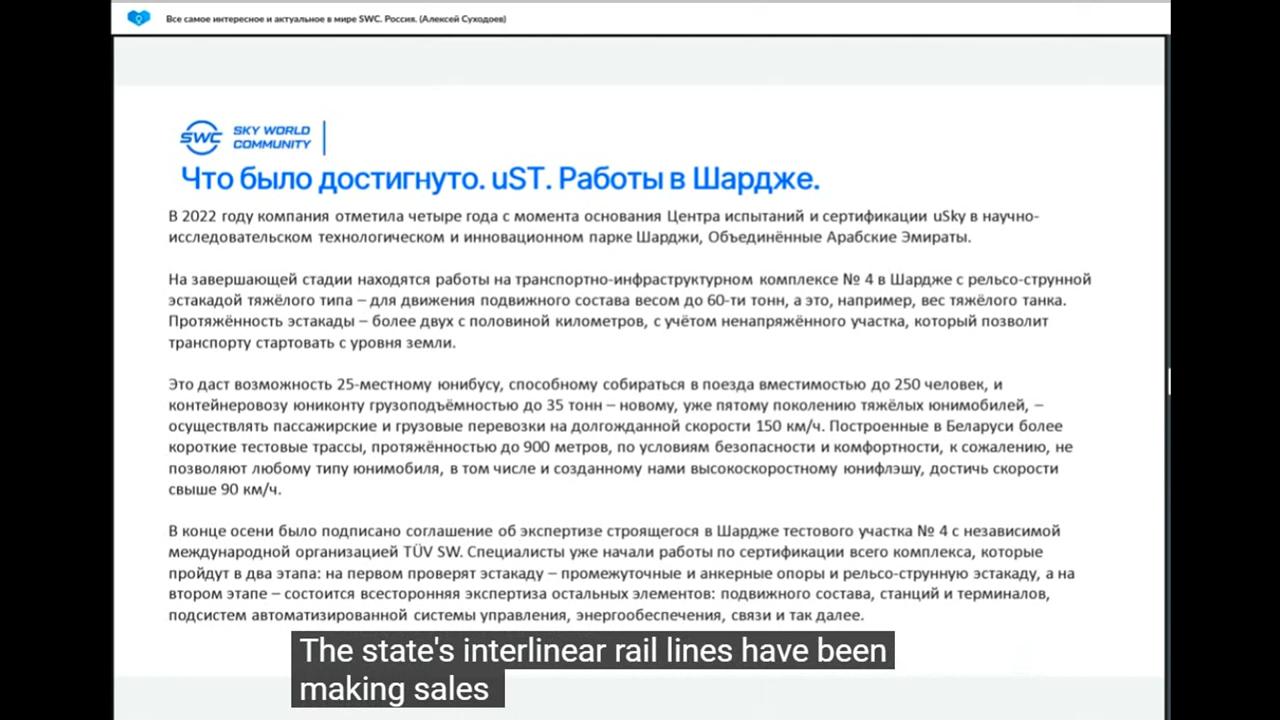 Все самое интересное и актуальное в мире SWC. Россия. (Алексей Суходоев)
SWC SKY WORLD
COMMUNITY
Что было достигнуто. uST. Работы в Шардже.
В 2022 году компания отметила четыре года с момента основания Центра испытаний и сертификации uSky в научно-
исследовательском технологическом и инновационном парке Шарджи, Объединённые Арабские Эмираты.
На завершающей стадии находятся работы на транспортно-инфраструктурном комплексе № 4 в Шардже с рельсо-струнной
эстакадой тяжёлого типа – для движения подвижного состава весом до 60-ти тонн, а это, например, вес тяжёлого танка.
Протяжённость эстакады – более двух с половиной километров, с учётом ненапряжённого участка, который позволит
транспорту стартовать с уровня земли.
Это даст возможность 25-местному юнибусу, способному собираться в поезда вместимостью до 250 человек, и
контейнеровозу юниконту грузоподъёмностью до 35 тонн – новому, уже пятому поколению тяжёлых юнимобилей, –
осуществлять пассажирские и грузовые перевозки на долгожданной скорости 150 км/ч. Построенные в Беларуси более
короткие тестовые трассы, протяжённостью до 900 метров, по условиям безопасности и комфортности, к сожалению, не
позволяют любому типу юнимобиля, в том числе и созданному нами высокоскоростному юнифлэшу, достичь скорости
свыше 90 км/ч.
В конце осени было подписано соглашение об экспертизе строящегося в Шардже тестового участка № 4 с независимой
международной организацией TÜV SW. Специалисты уже начали работы по сертификации всего комплекса, которые
пройдут в два этапа: на первом проверят эстакаду – промежуточные и анкерные опоры и рельсо-струнную эстакаду, а на
втором этапе – состоится всесторонняя экспертиза остальных элементов: подвижного состава, станций и терминалов,
подсистем автоматизированной системы управления, энергообеспечения, связи и так далее.
The state's interlinear rail lines have been
making sales